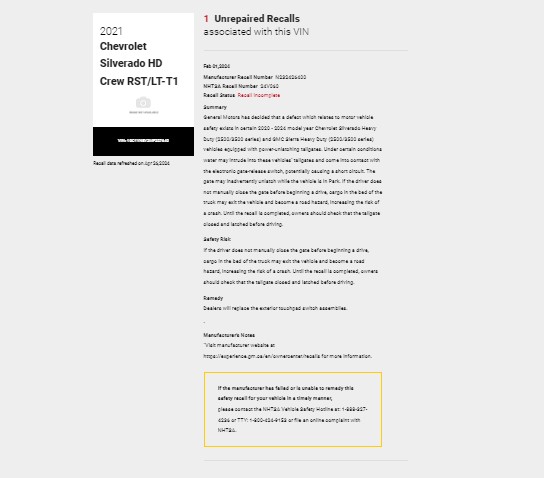 2021
Chevrolet
Silverado HD
Crew RST/LT-T1
Recall data refreshed on Apr 26, 2024
1 Unrepaired Recalls
associated with this VIN
Feb 01, 2024
Manufacturer Recall Number N232426400
NHTSA Recall Number 24V060
Recall Status Recall Incomplete
Summary
General Motors has decided that a defect which relates to motor vehicle
safety exists in certain 2020 - 2024 model year Chevrolet Silverado Heavy
Duty (2500/3500 series) and GMC Sierra Heavy Duty (2500/3500 series)
vehicles equipped with power-unlatching tailgates. Under certain conditions
water may intrude into these vehicles' tailgates and come into contact with
the electronic gate-release switch, potentially causing a short circuit. The
gate may inadvertently unlatch while the vehicle is in Park. If the driver does
not manually close the gate before beginning a drive, cargo in the bed of the
truck may exit the vehicle and become a road hazard, increasing the risk of
a crash. Until the recall is completed, owners should check that the tailgate
closed and latched before driving.
Safety Risk
If the driver does not manually close the gate before beginning a drive,
cargo in the bed of the truck may exit the vehicle and become a road
hazard, increasing the risk of a crash. Until the recall is completed, owners
should check that the tailgate closed and latched before driving.
Remedy
Dealers will replace the exterior touchpad switch assemblies.
.
Manufacturer's Notes
"Visit manufacturer website at
https://experience.gm.ca/en/ownercenter/recalls for more information.
If the manufacturer has failed or is unable to remedy this
safety recall for your vehicle in a timely manner,
please contact the NHTSA Vehicle Safety Hotline at: 1-888-327-
4236 or TTY: 1-800-424-9153 or file an online complaint with
NHTSA.